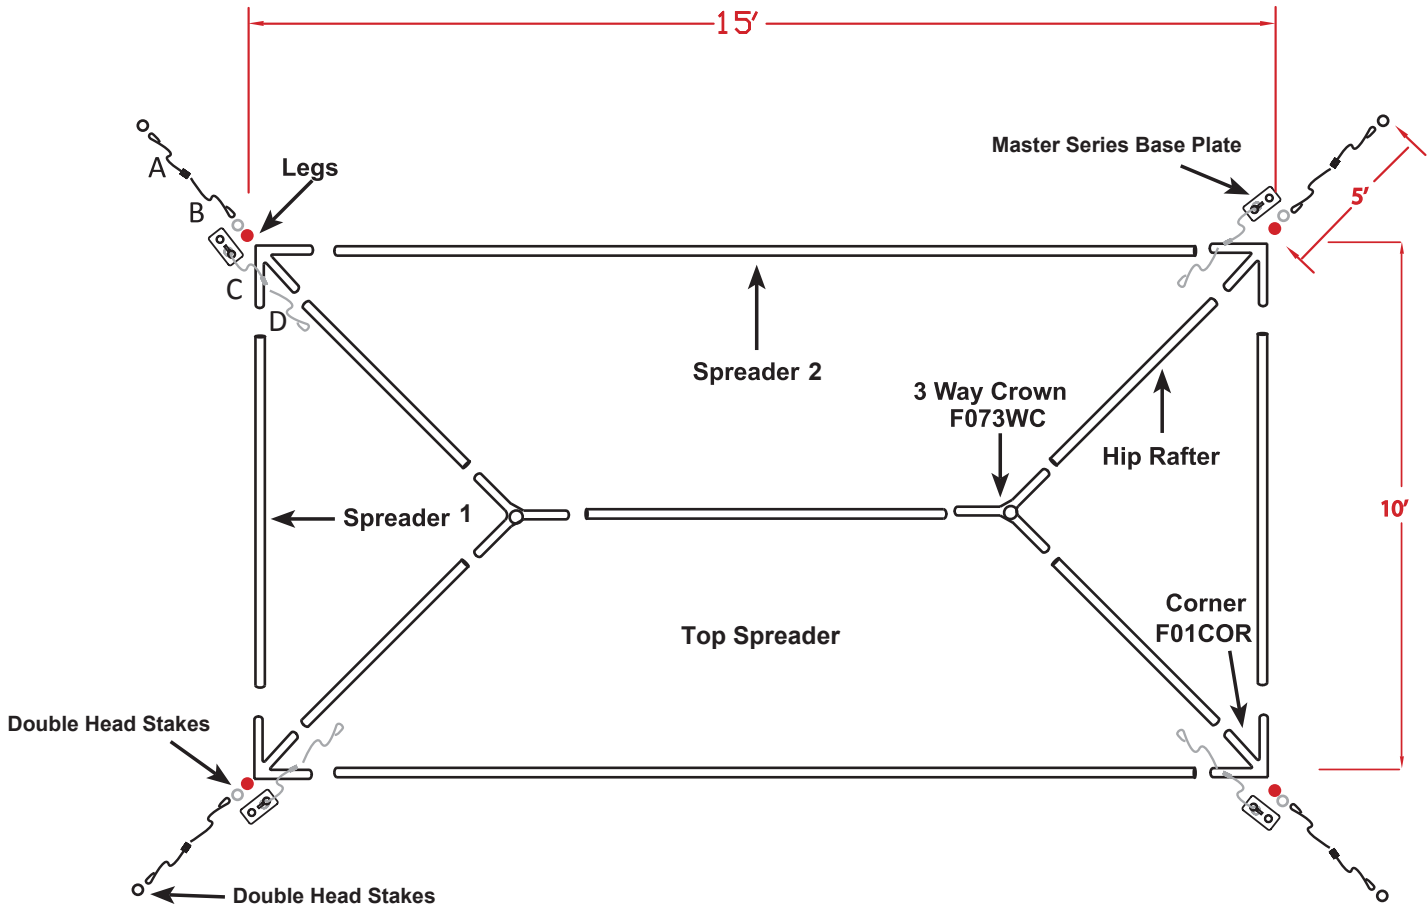 15'
Master Series Base Plate
A
Legs
5'
B
C
D
Spreader 2
3 Way Crown
F073WC
Hip Rafter
10'
Spreader 1
Corner
F01COR
Top Spreader
Double Head Stakes
Double Head Stakes